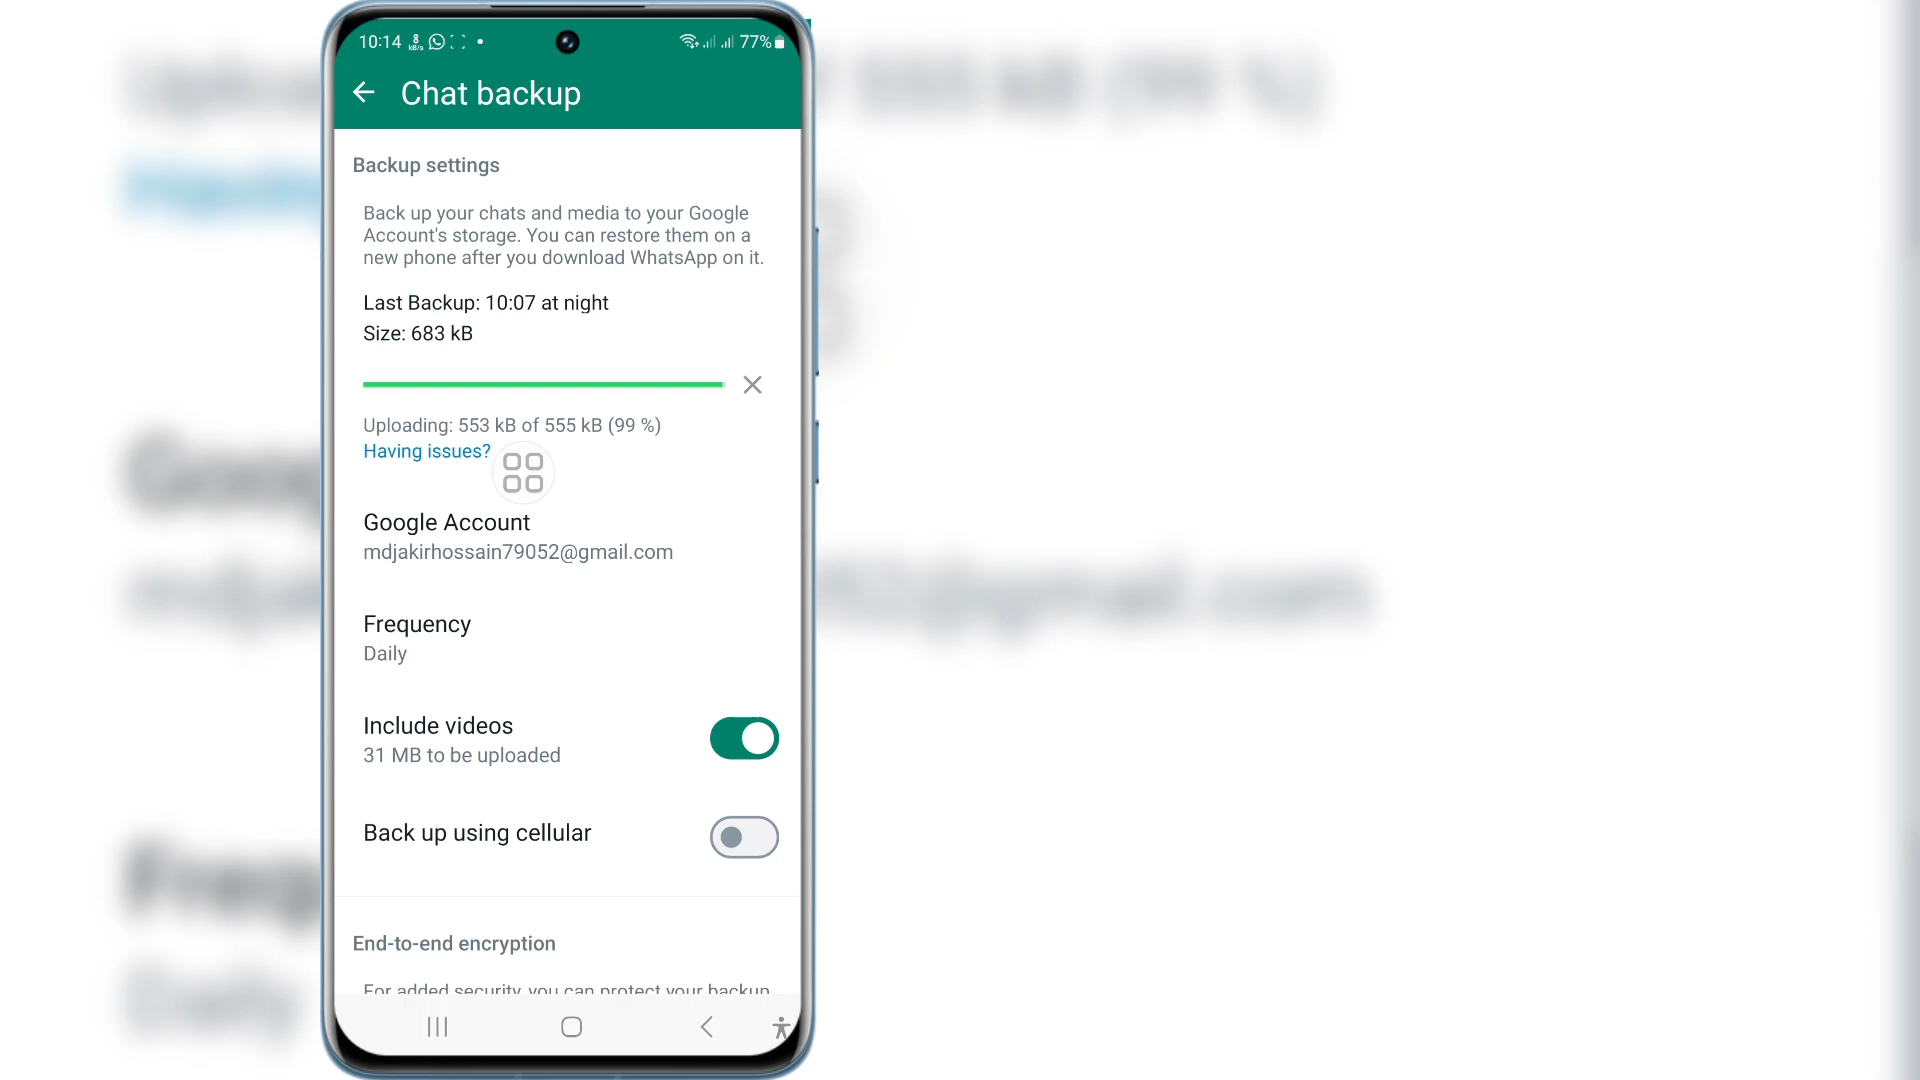 10:14 8 kB/s 77%
Chat backup
Backup settings
Back up your chats and media to your Google
Account's storage. You can restore them on a
new phone after you download WhatsApp on it.
Last Backup: 10:07 at night
Size: 683 kB
Uploading: 553 kB of 555 kB (99 %)
Having issues?
Google Account
mdjakirhossain79052@gmail.com
Frequency
Daily
Include videos
31 MB to be uploaded
Back up using cellular
End-to-end encryption
For added security, you can protect your backup